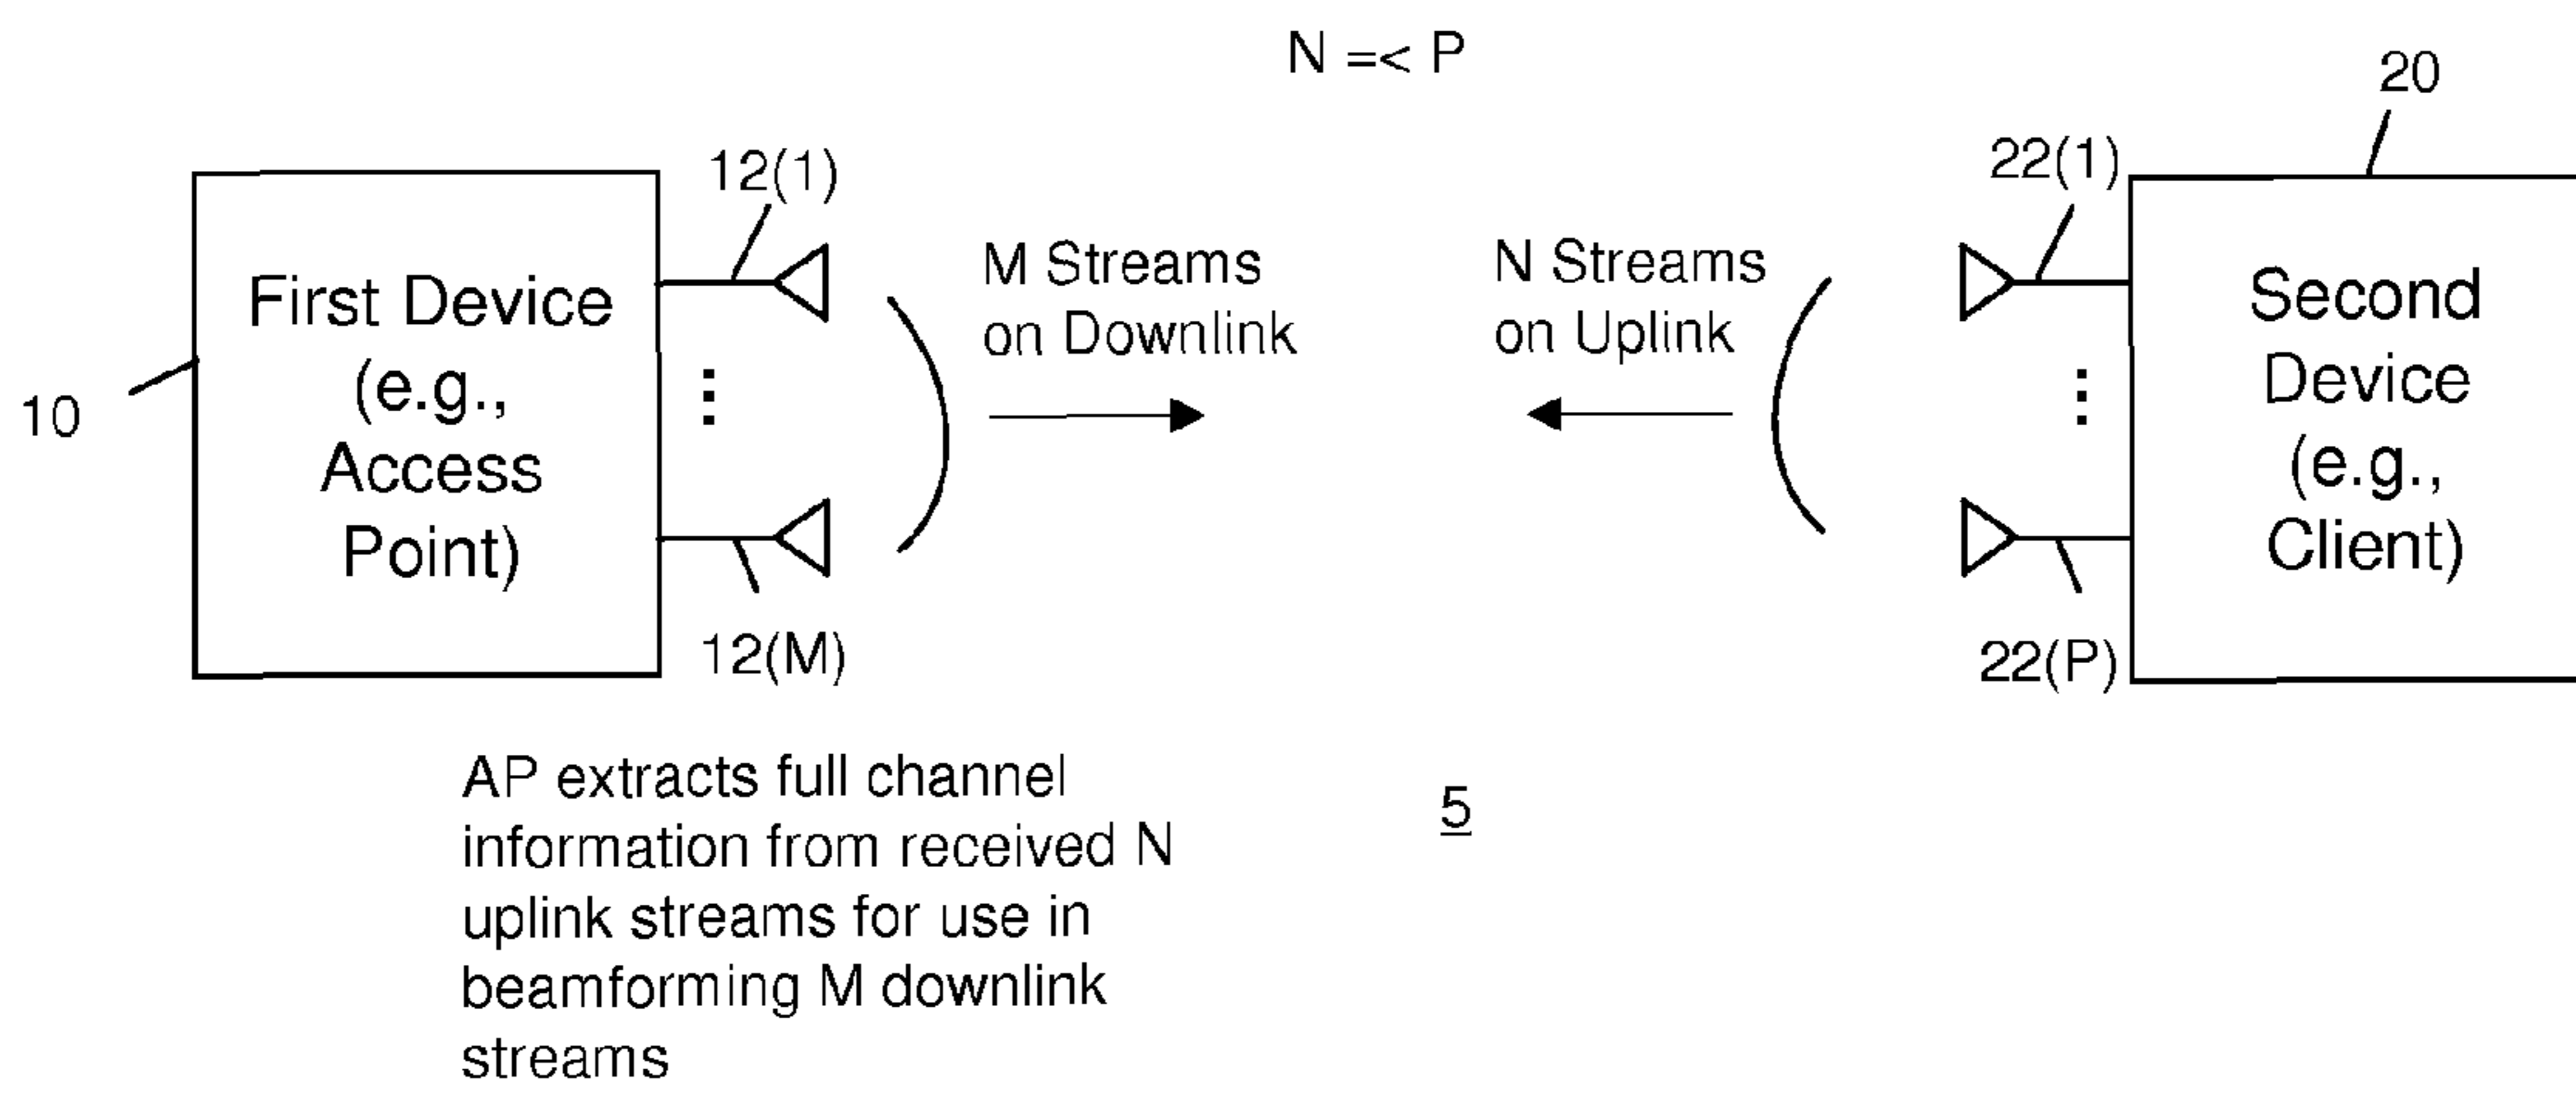 N =< P
20
12(1)
22(1)
M Streams
on Downlink
N Streams
on Uplink
First Device
(e.g.,
Access
Point)
Second
Device
(e.g.,
Client)
10
12(M)
22(P)
AP extracts full channel
information from received N
uplink streams for use in
beamforming M downlink
streams
5